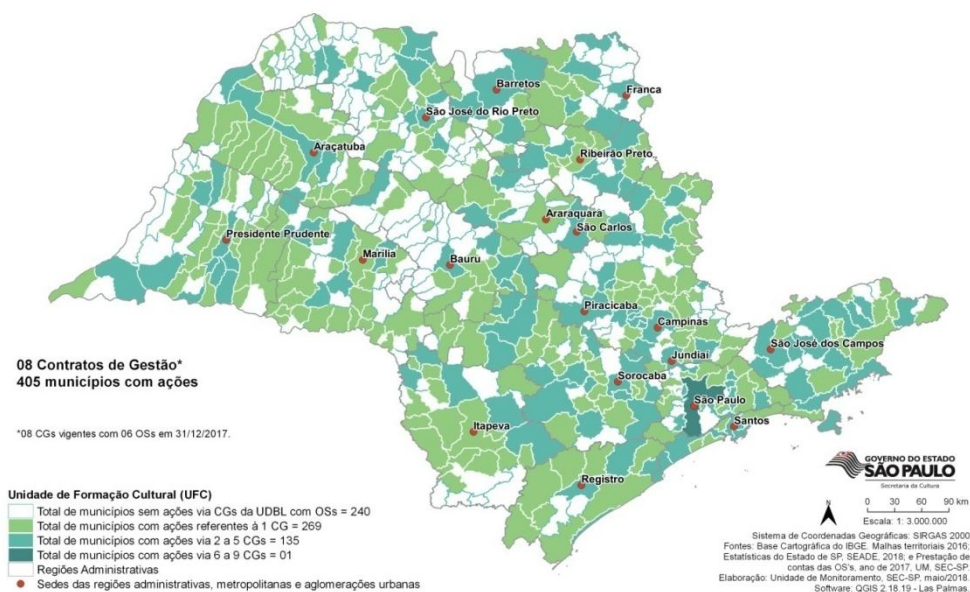 Barretos
Franca
São José do Rio Preto
Araçatuba
Ribeirão Preto
Araraquara
São Carlos
Presidente Prudente
Marília
Bauru
Piracicaba
Campinas
São José dos Campos
Jundiaí
Sorocaba
São Paulo
Santos
Itapeva
Registro
08 Contratos de Gestão*
405 municípios com ações
*08 CGs vigentes com 06 OSs em 31/12/2017.
Unidade de Formação Cultural (UFC)
Total de municípios sem ações via CGs da UDBL com OSs = 240
Total de municípios com ações referentes à 1 CG = 269
Total de municípios com ações via 2 a 5 CGs = 135
Total de municípios com ações via 6 a 9 CGs = 01
Regiões Administrativas
Sedes das regiões administrativas, metropolitanas e aglomerações urbanas
GOVERNO DO ESTADO
SÃO PAULO
Secretaria da Cultura
N
0 30 60 90
km
Escala: 1: 3.000.000
Sistema de Coordenadas Geográficas: SIRGAS 2000
Fontes: Base Cartográfica do IBGE. Malhas territoriais 2016;
Estatísticas do Estado de SP, SEADE, 2018; e Prestação de
contas das OS's, ano de 2017, UM, SEC-SP.
Elaboração: Unidade de Monitoramento, SEC-SP, maio/2018.
Software: QGIS 2.18.19 - Las Palmas.